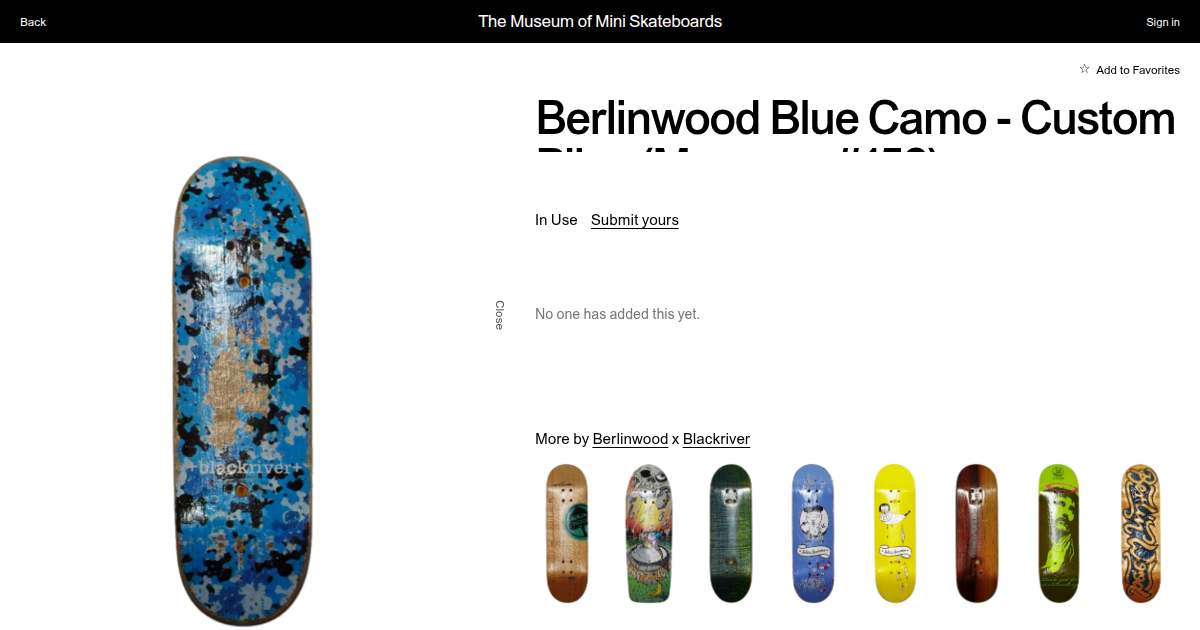 Back
The Museum of Mini Skateboards
Sign in
☆ Add to Favorites
Berlinwood Blue Camo - Custom
In Use
Submit yours
Close
No one has added this yet.
+blackriver+
More by Berlinwood x Blackriver